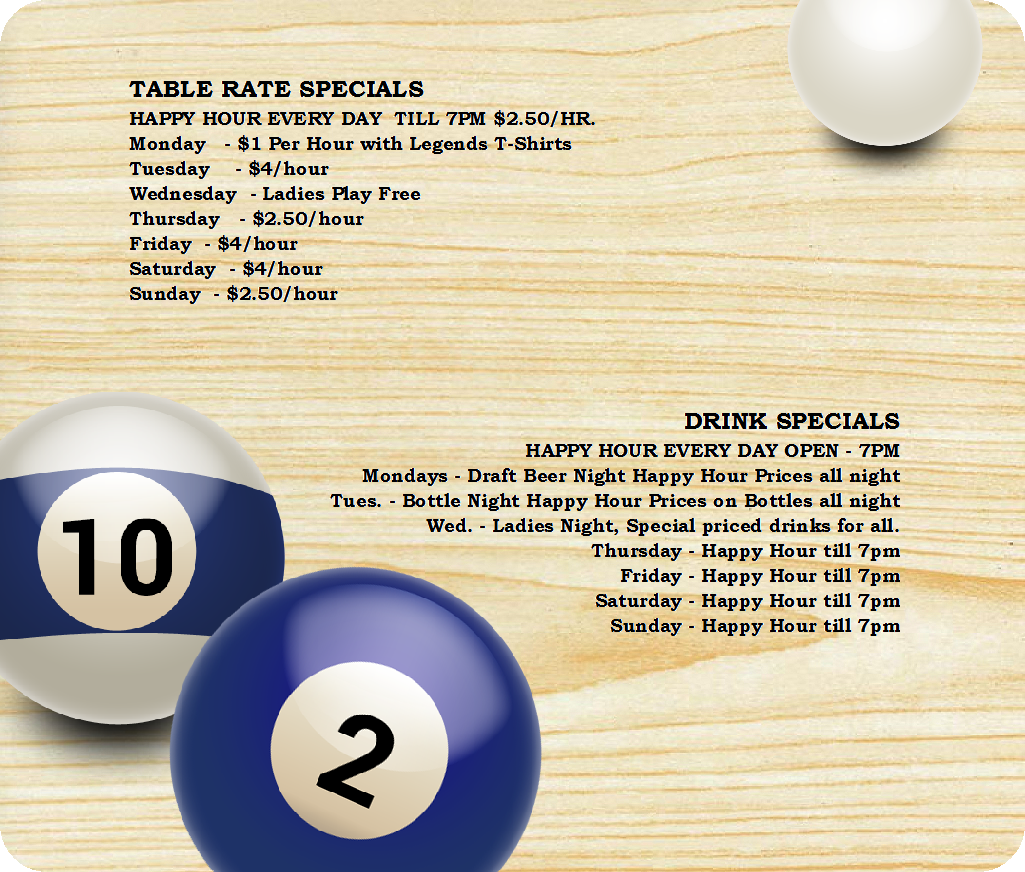 TABLE RATE SPECIALS
HAPPY HOUR EVERY DAY  TILL 7PM $2.50/HR.
Monday   - $1 Per Hour with Legends T-Shirts
Tuesday    - $4/hour
Wednesday  - Ladies Play Free
Thursday   - $2.50/hour
Friday  - $4/hour
Saturday  - $4/hour
Sunday  - $2.50/hour
DRINK SPECIALS
HAPPY HOUR EVERY DAY OPEN - 7PM
Mondays - Draft Beer Night Happy Hour Prices all night
Tues. - Bottle Night Happy Hour Prices on Bottles all night
Wed. - Ladies Night, Special priced drinks for all.
Thursday - Happy Hour till 7pm
Friday - Happy Hour till 7pm
Saturday - Happy Hour till 7pm
Sunday - Happy Hour till 7pm
10
2